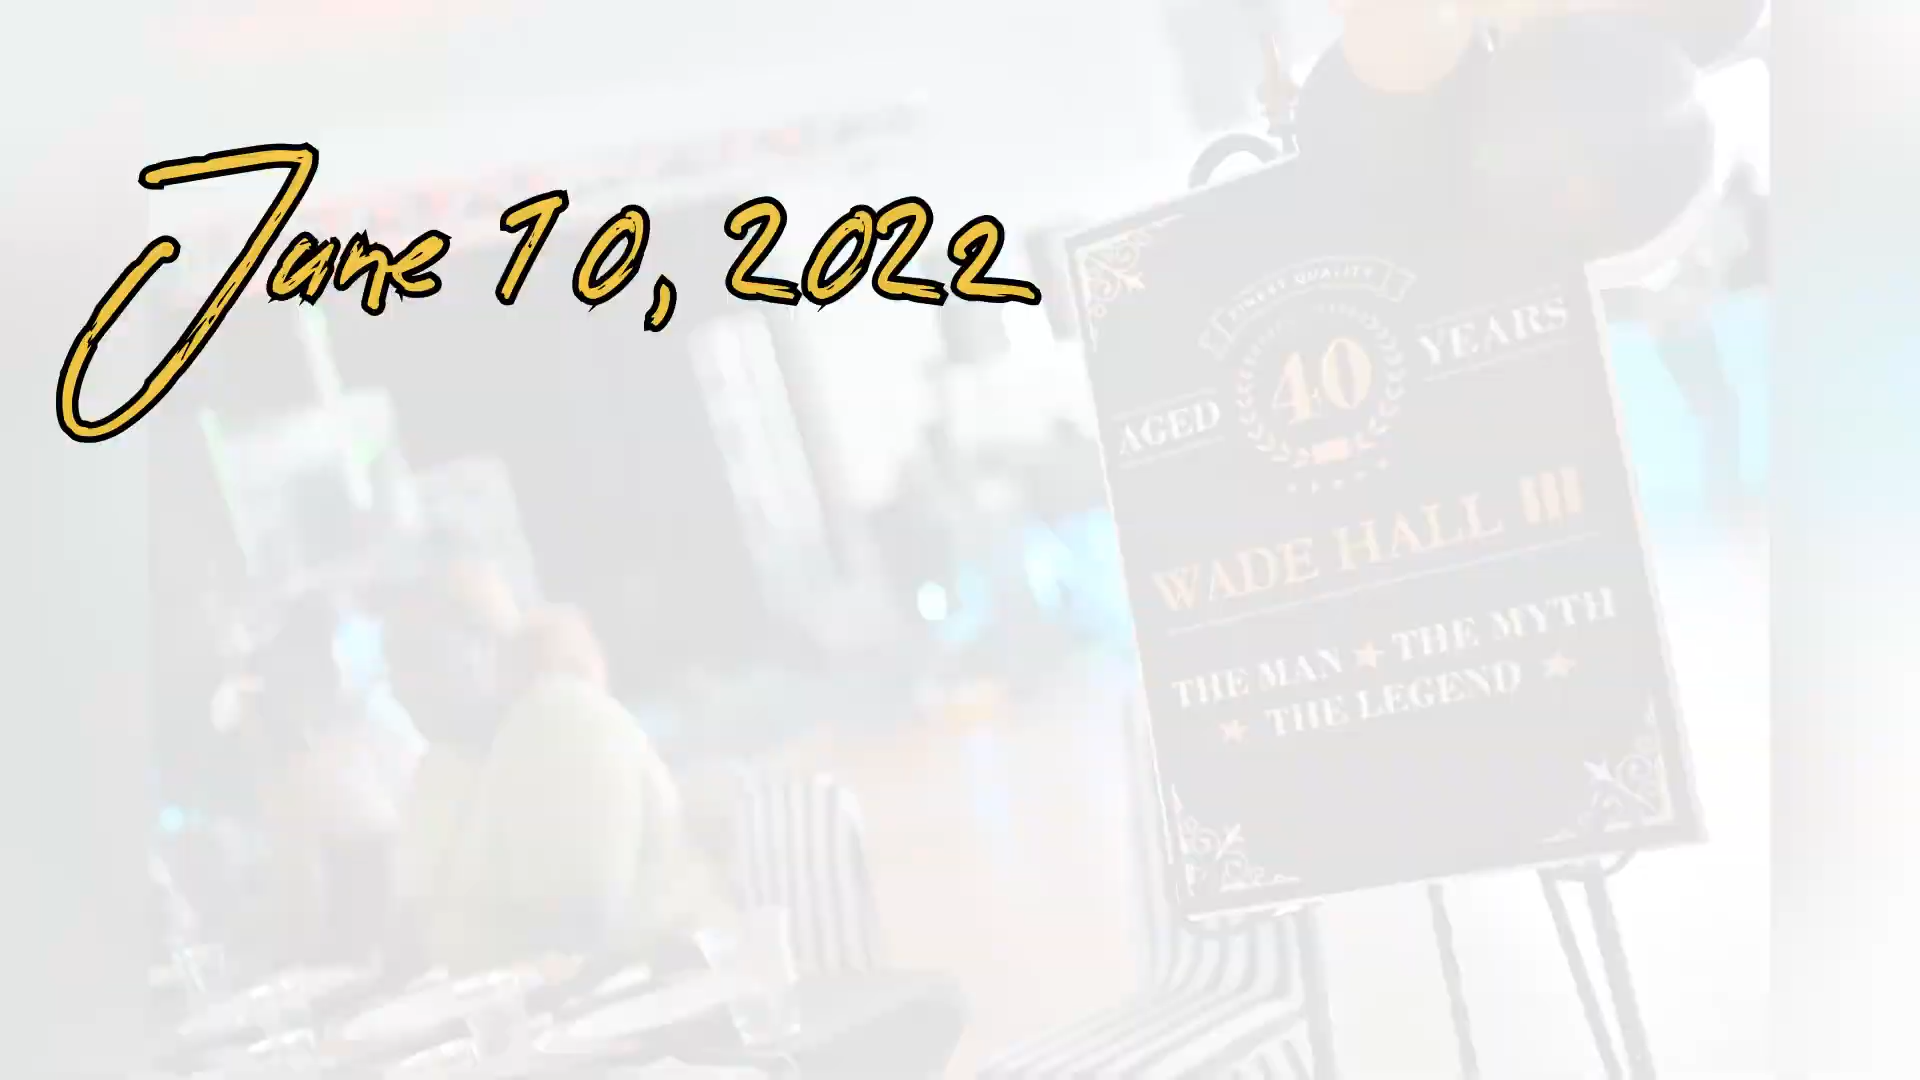 June 10, 2022
FINEST QUALITY
AGED 40 YEARS
WADE HALL III
THE MAN ★ THE MYTH
★ THE LEGEND ★